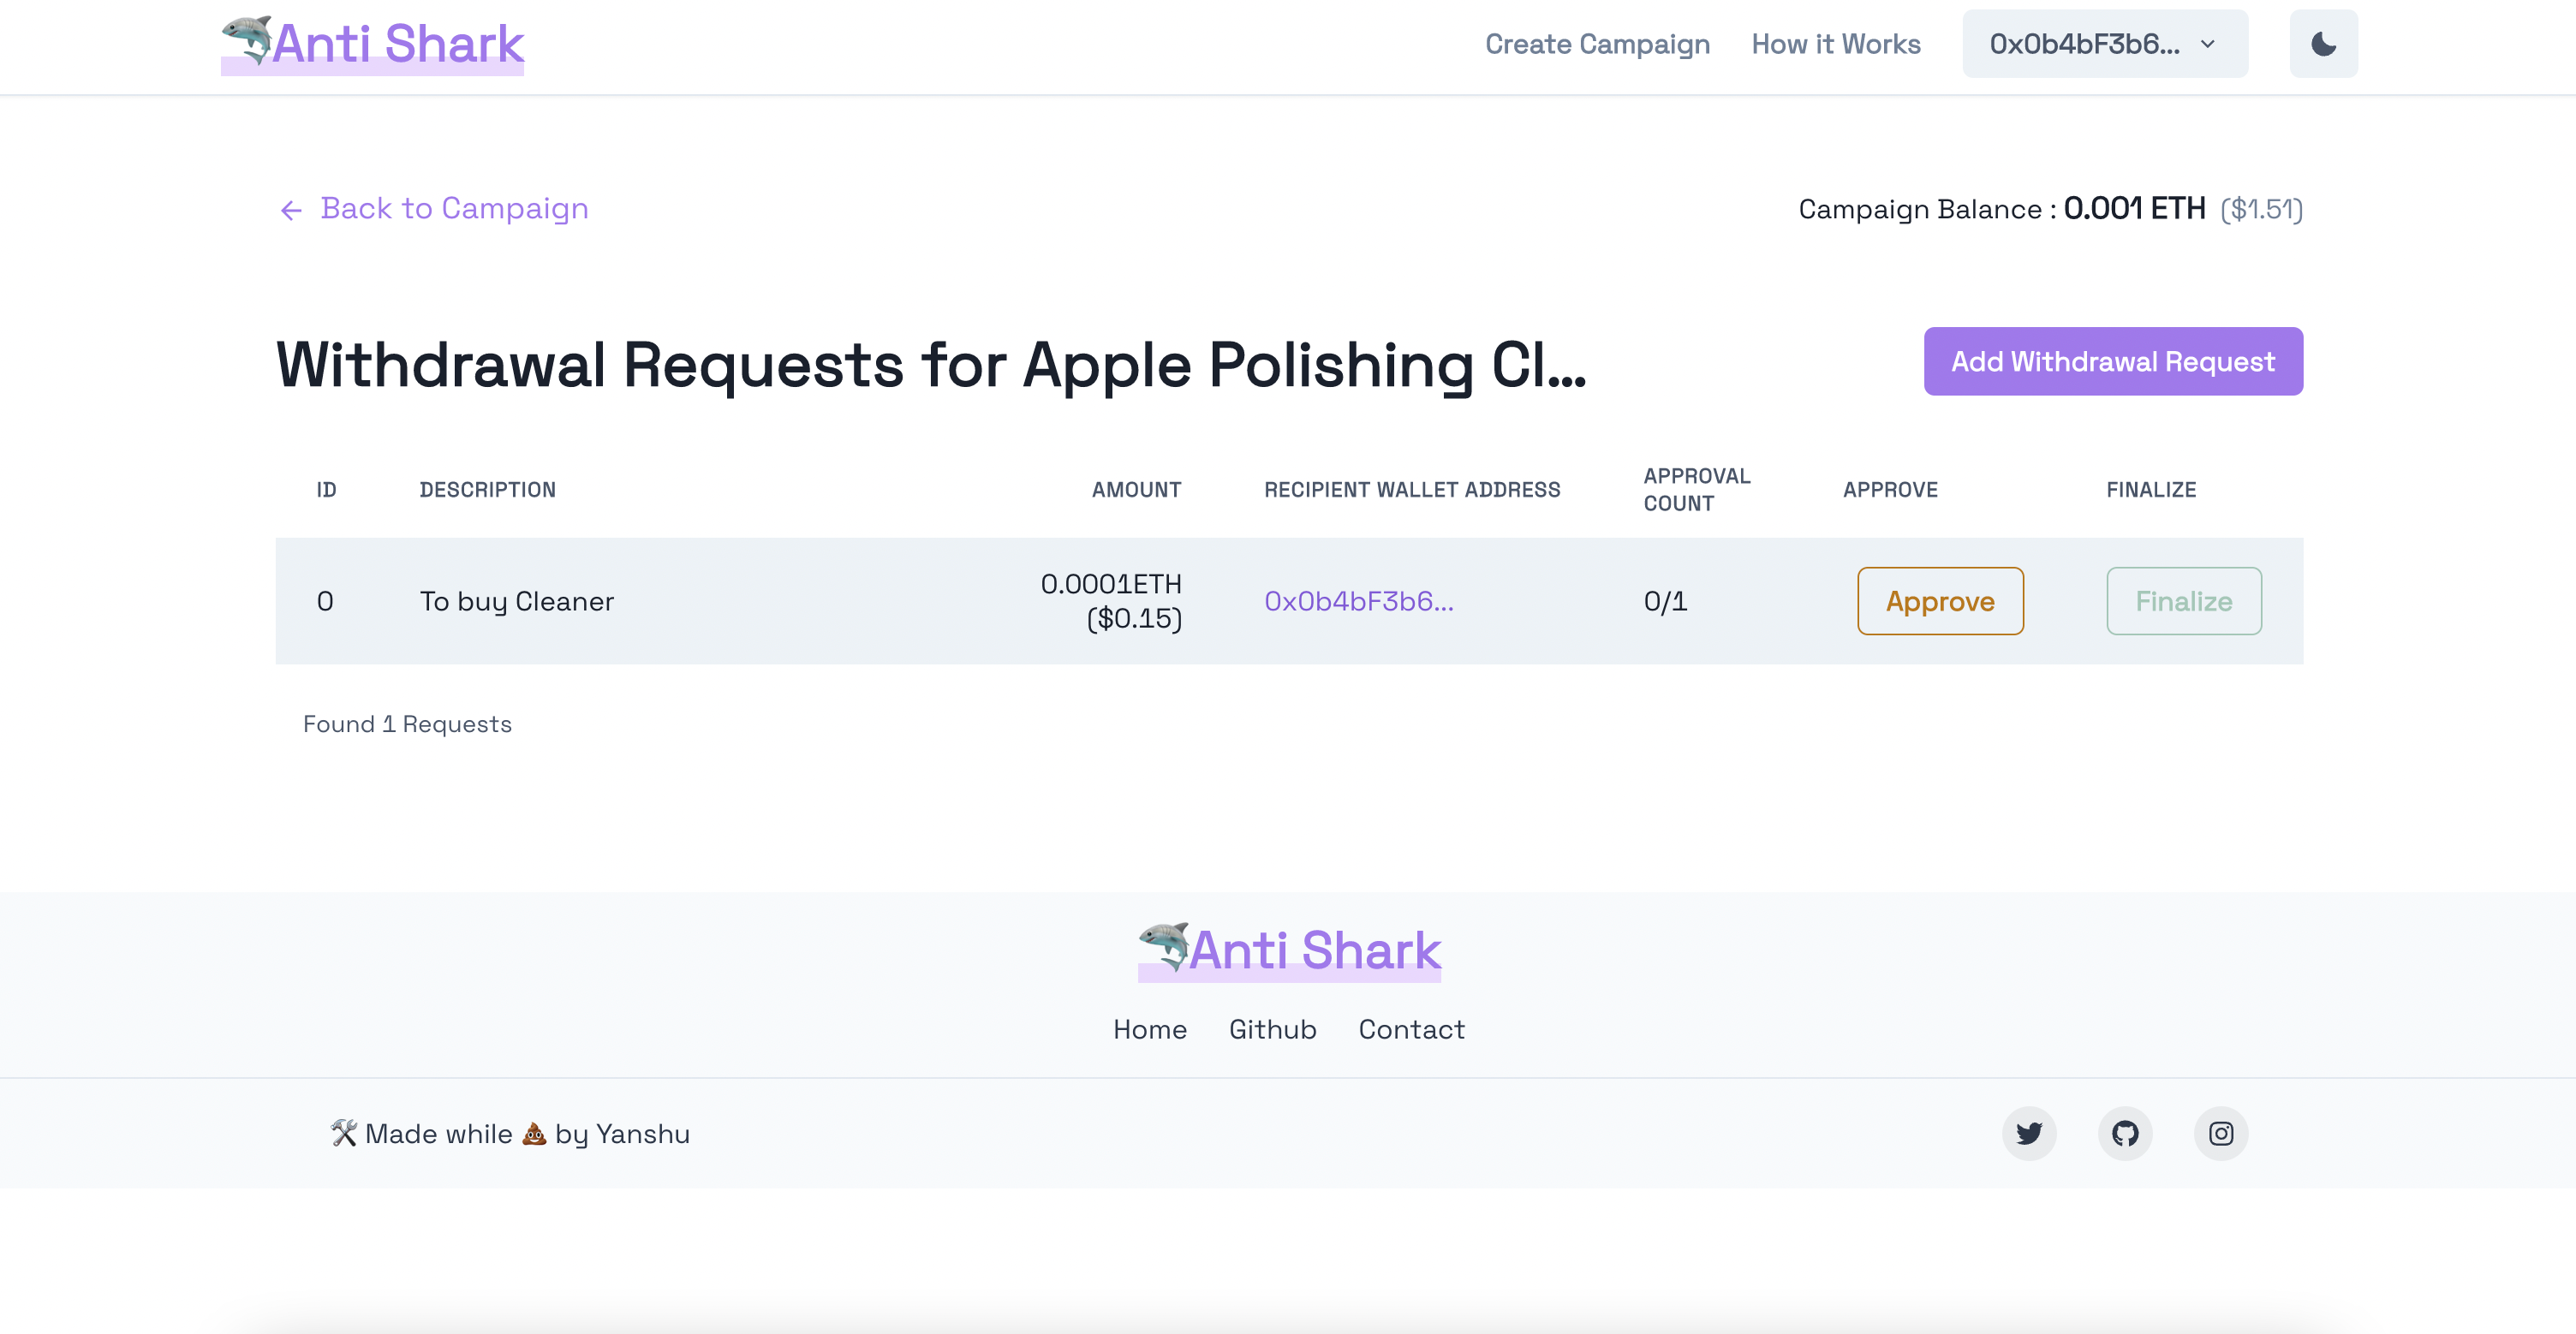 🦈Anti Shark
Create Campaign
How it Works
0x0b4bF3b6...
← Back to Campaign
Campaign Balance : 0.001 ETH ($1.51)
Withdrawal Requests for Apple Polishing Cl...
Add Withdrawal Request
ID
DESCRIPTION
AMOUNT
RECIPIENT WALLET ADDRESS
APPROVAL
COUNT
APPROVE
FINALIZE
0
To buy Cleaner
0.0001ETH
($0.15)
0x0b4bF3b6...
0/1
Approve
Finalize
Found 1 Requests
🦈Anti Shark
Home
Github
Contact
🛠 Made while 💩 by Yanshu